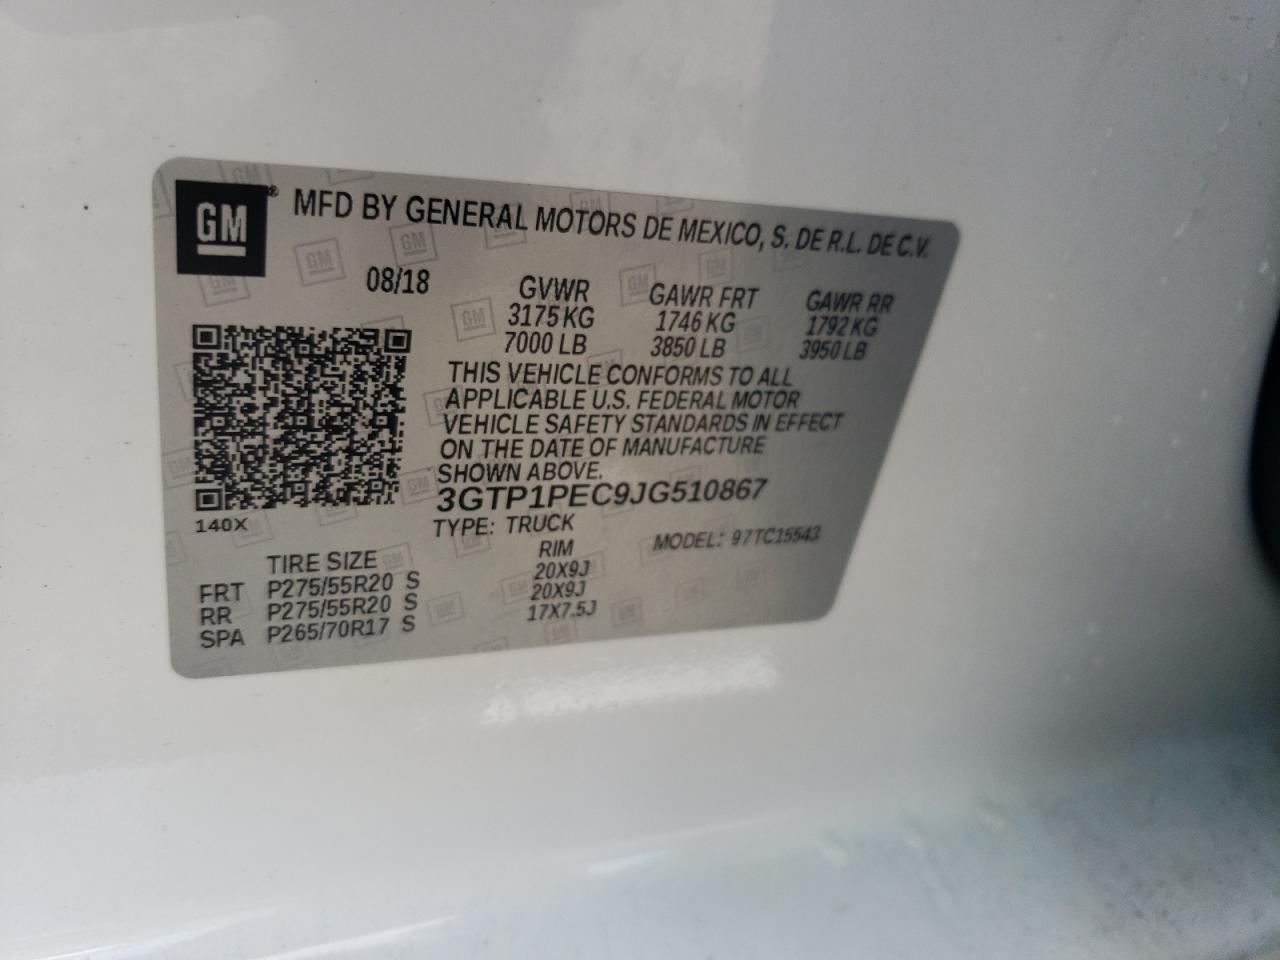 GM® MFD BY GENERAL MOTORS DE MEXICO, S. DE R.L. DE C.V.
08/18 GVWR GAWR FRT GAWR RR
3175 KG 1746 KG 1792 KG
7000 LB 3850 LB 3950 LB
THIS VEHICLE CONFORMS TO ALL
APPLICABLE U.S. FEDERAL MOTOR
VEHICLE SAFETY STANDARDS IN EFFECT
ON THE DATE OF MANUFACTURE
SHOWN ABOVE.
3GTP1PEC9JG510867
140X
TYPE: TRUCK MODEL: 97TC15543
TIRE SIZE RIM
FRT P275/55R20 S 20X9J
RR P275/55R20 S 20X9J
SPA P265/70R17 S 17X7.5J